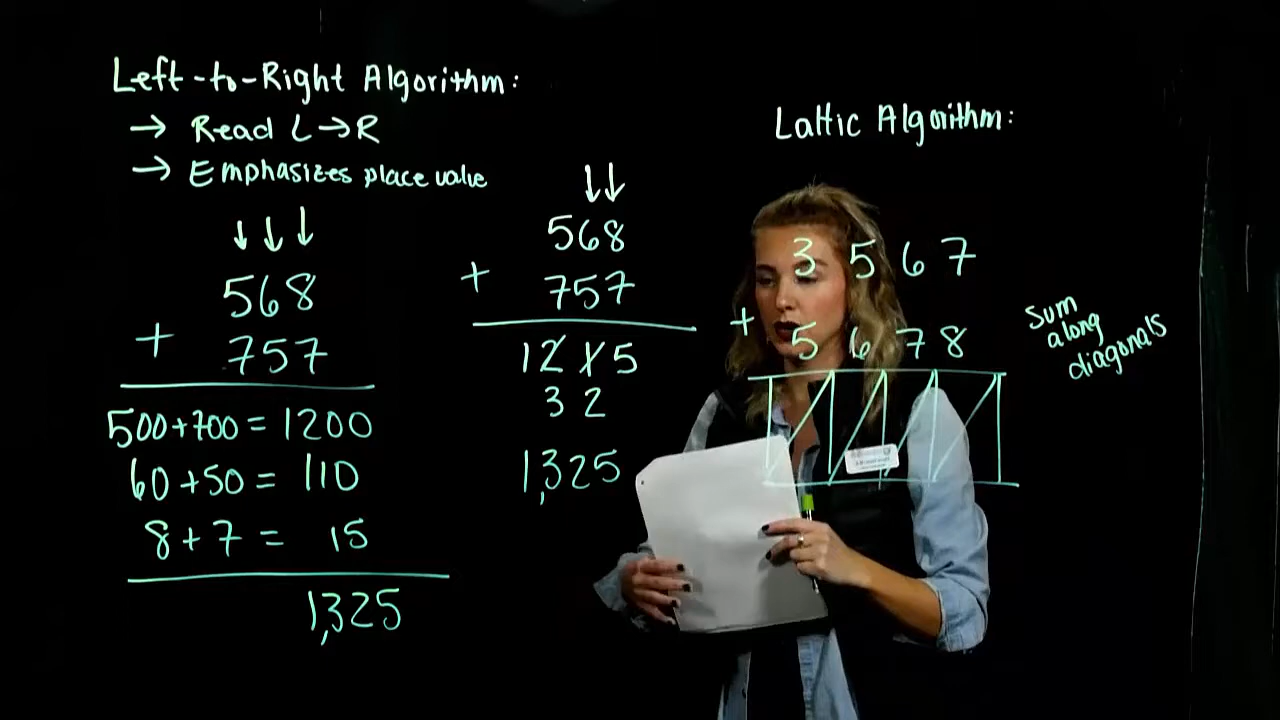 Left-to-Right Algorithm:
→ Read L→R
→ Emphasizes place value
↓ ↓ ↓
568
+ 757
500+700 = 1200
60+50 = 110
8+7 = 15
1,325
↓↓
568
+ 757
12 1 5
3 2
1,325
Lattic Algorithm:
3 5 6 7
+ 5 6 7 8
Sum
along
diagonals